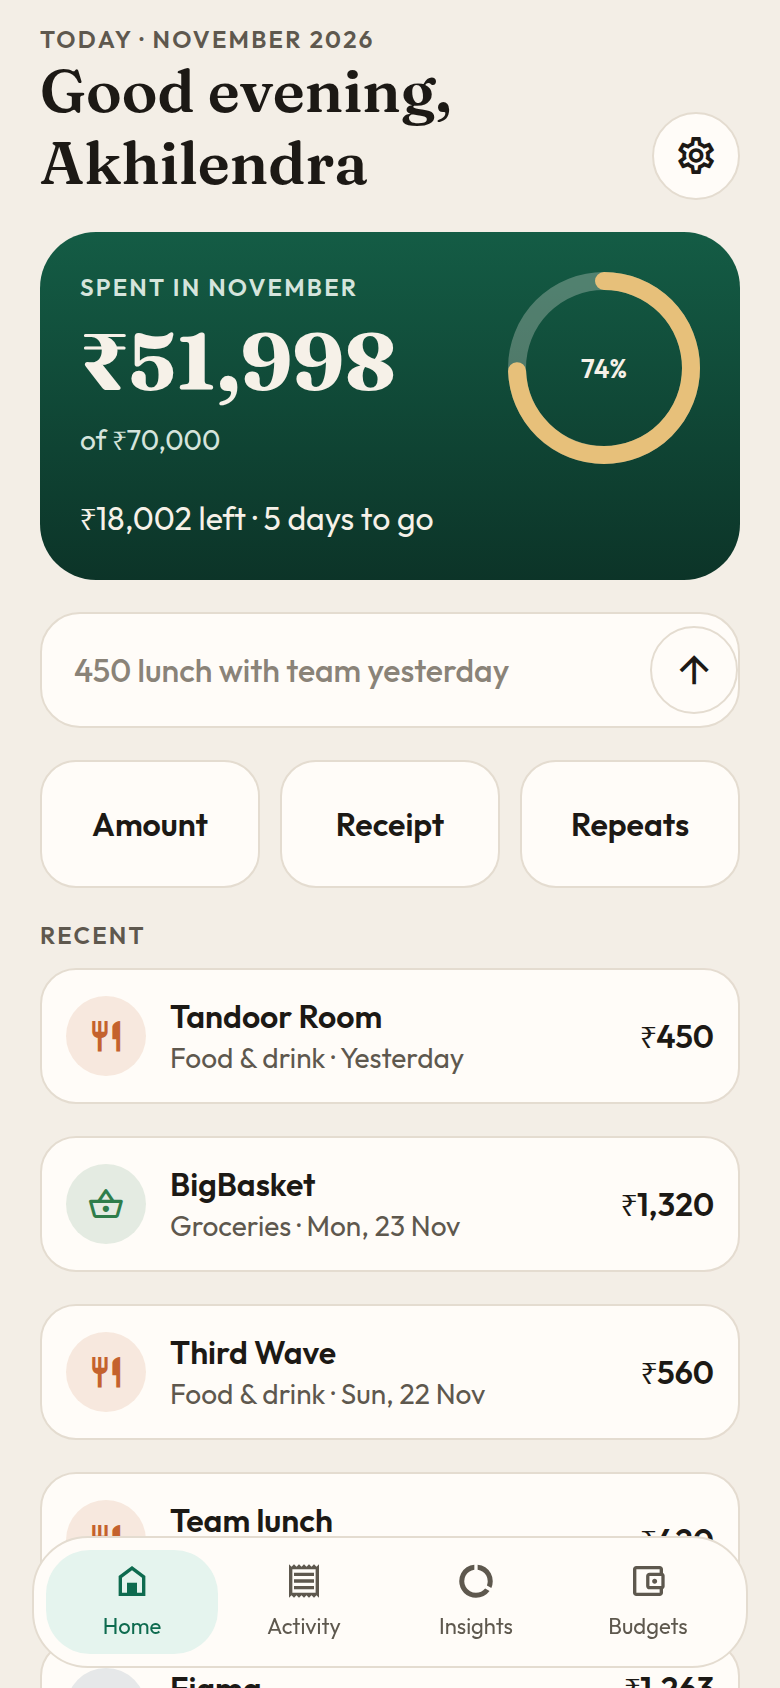 TODAY · NOVEMBER 2026
Good evening,
Akhilendra
SPENT IN NOVEMBER
₹51,998
of ₹70,000
74%
₹18,002 left · 5 days to go
450 lunch with team yesterday
Amount
Receipt
Repeats
RECENT
Tandoor Room
Food & drink · Yesterday
₹450
BigBasket
Groceries · Mon, 23 Nov
₹1,320
Third Wave
Food & drink · Sun, 22 Nov
₹560
Team lunch
Home
Activity
Insights
Budgets
Figma
₹1,263